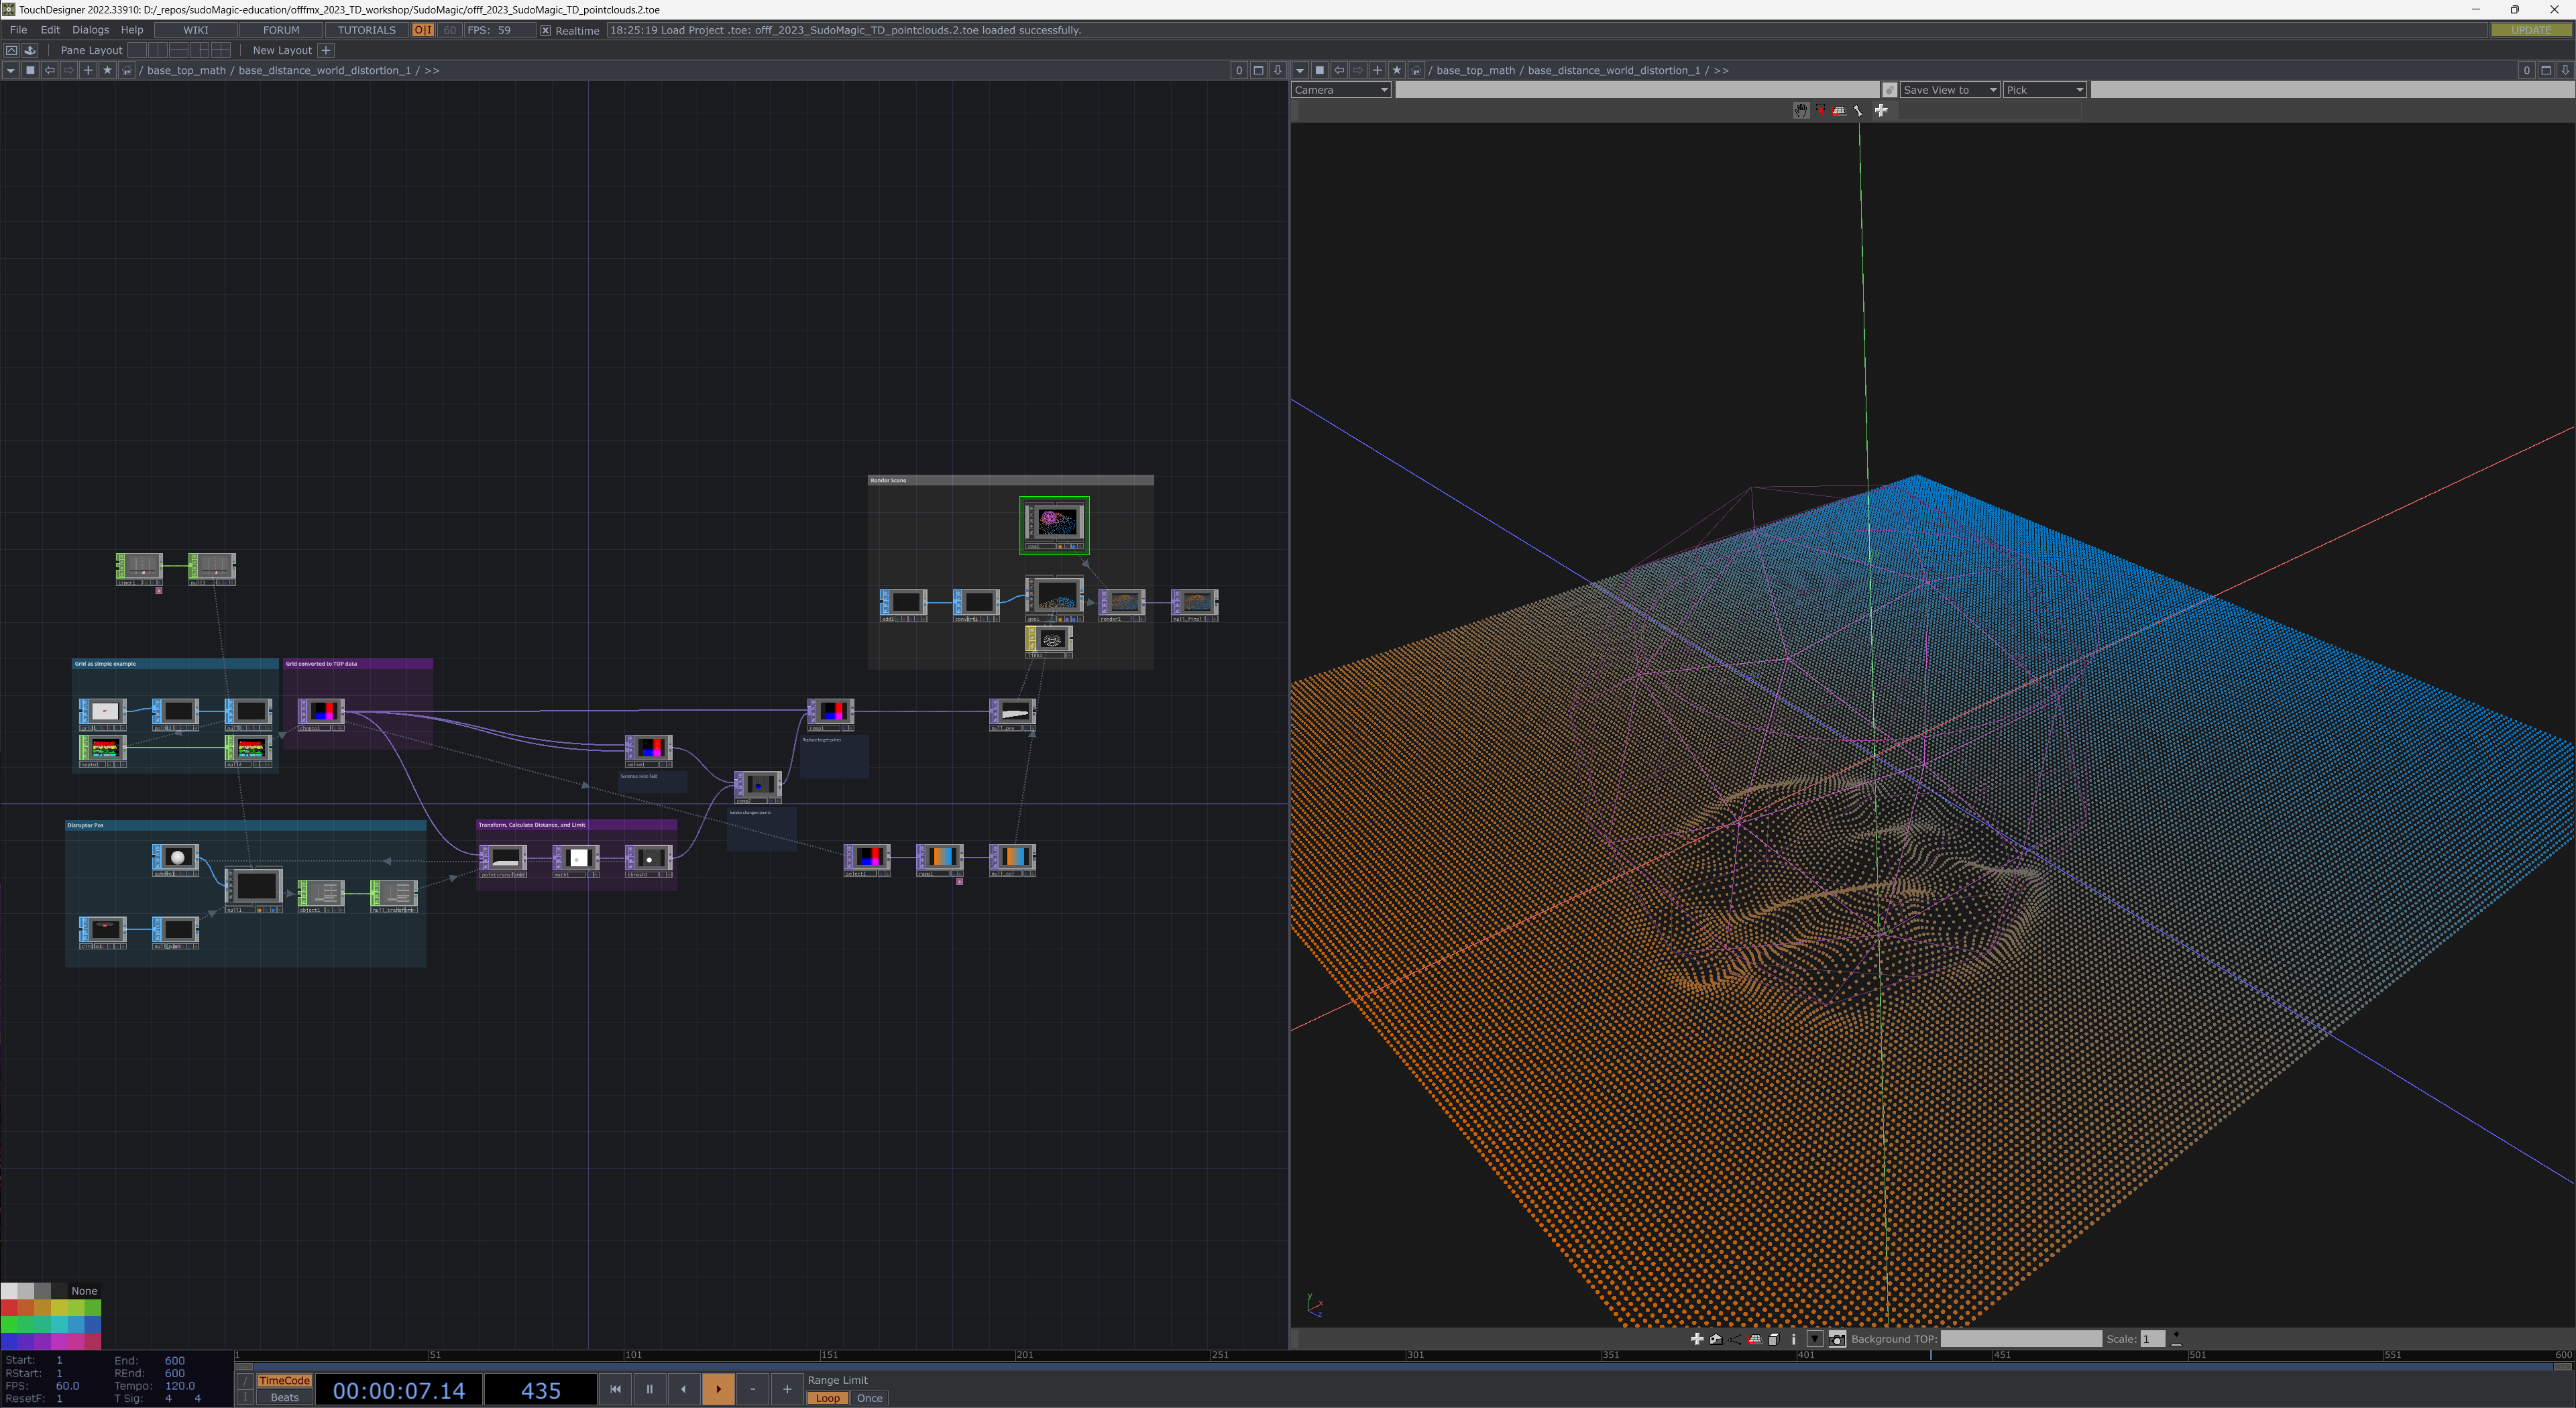 TouchDesigner 2022.33910: D:/_repos/sudoMagic-education/offfmx_2023_TD_workshop/SudoMagic/offf_2023_SudoMagic_TD_pointclouds.2.toe
File Edit Dialogs Help WIKI FORUM TUTORIALS O|I 60 FPS: 59 Realtime 18:25:19 Load Project .toe: offf_2023_SudoMagic_TD_pointclouds.2.toe loaded successfully. UPDATE
Pane Layout New Layout
/ base_top_math / base_distance_world_distortion_1 / >> 0
/ base_top_math / base_distance_world_distortion_1 / >> 0
Camera Save View to Pick
Render Scene
Grid as simple example
Grid converted to TOP data
Disruptor Pos
Transform, Calculate Distance, and Limit
None
y
x
z
Background TOP: Scale: 1
Start: 1 End: 600
RStart: 1 REnd: 600
FPS: 60.0 Tempo: 120.0
ResetF: 1 T Sig: 4 4
1 51 101 151 201 251 301 351 401 451 501 551 600
TimeCode
Beats
00:00:07.14
435
Range Limit
Loop Once